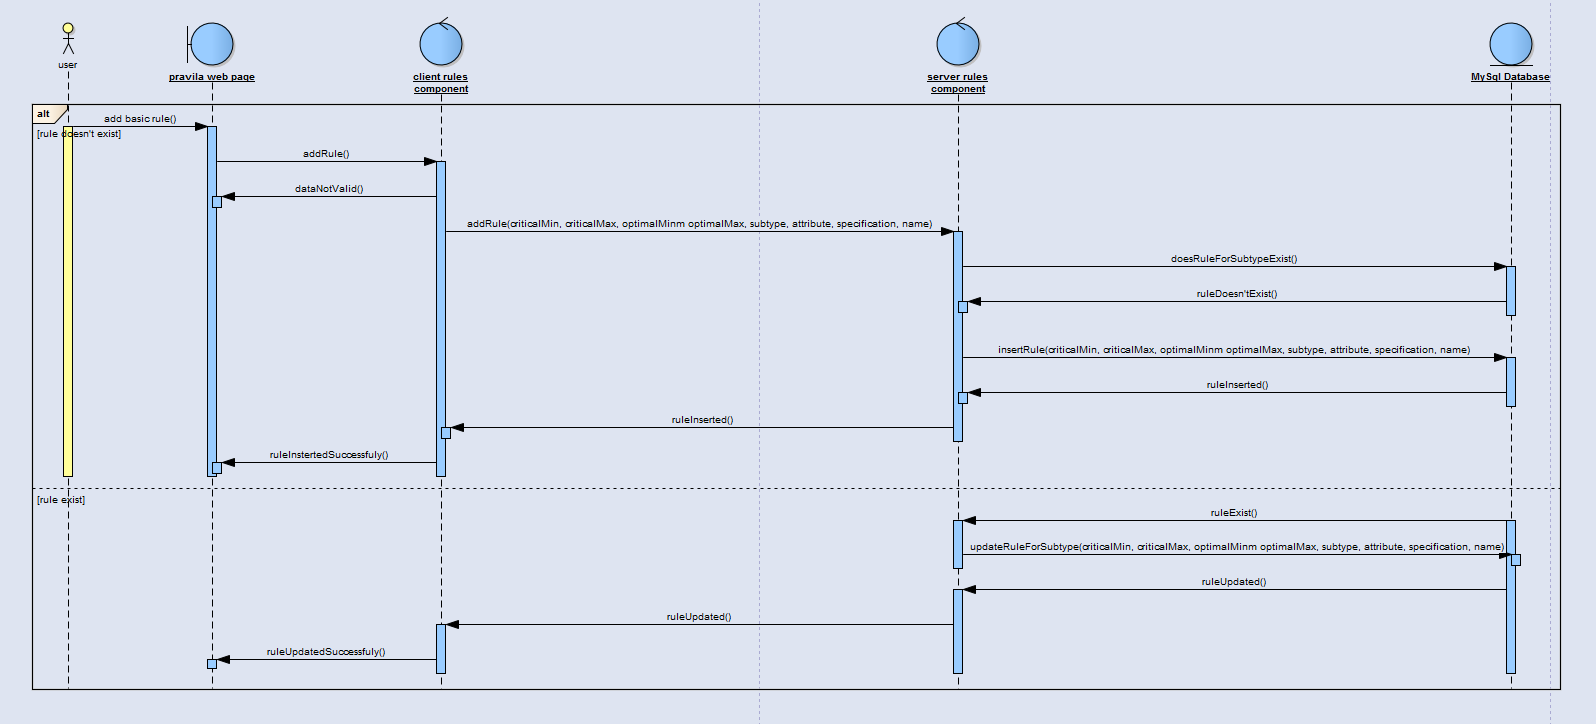 user
pravila web page
client rules
component
server rules
component
MySql Database
alt
add basic rule()
[rule doesn't exist]
addRule()
dataNotValid()
addRule(criticalMin, criticalMax, optimalMinm optimalMax, subtype, attribute, specification, name)
doesRuleForSubtypeExist()
ruleDoesn'tExist()
insertRule(criticalMin, criticalMax, optimalMinm optimalMax, subtype, attribute, specification, name)
ruleInserted()
ruleInserted()
ruleInstertedSuccessfuly()
[rule exist]
ruleExist()
updateRuleForSubtype(criticalMin, criticalMax, optimalMinm optimalMax, subtype, attribute, specification, name)
ruleUpdated()
ruleUpdated()
ruleUpdatedSuccessfuly()